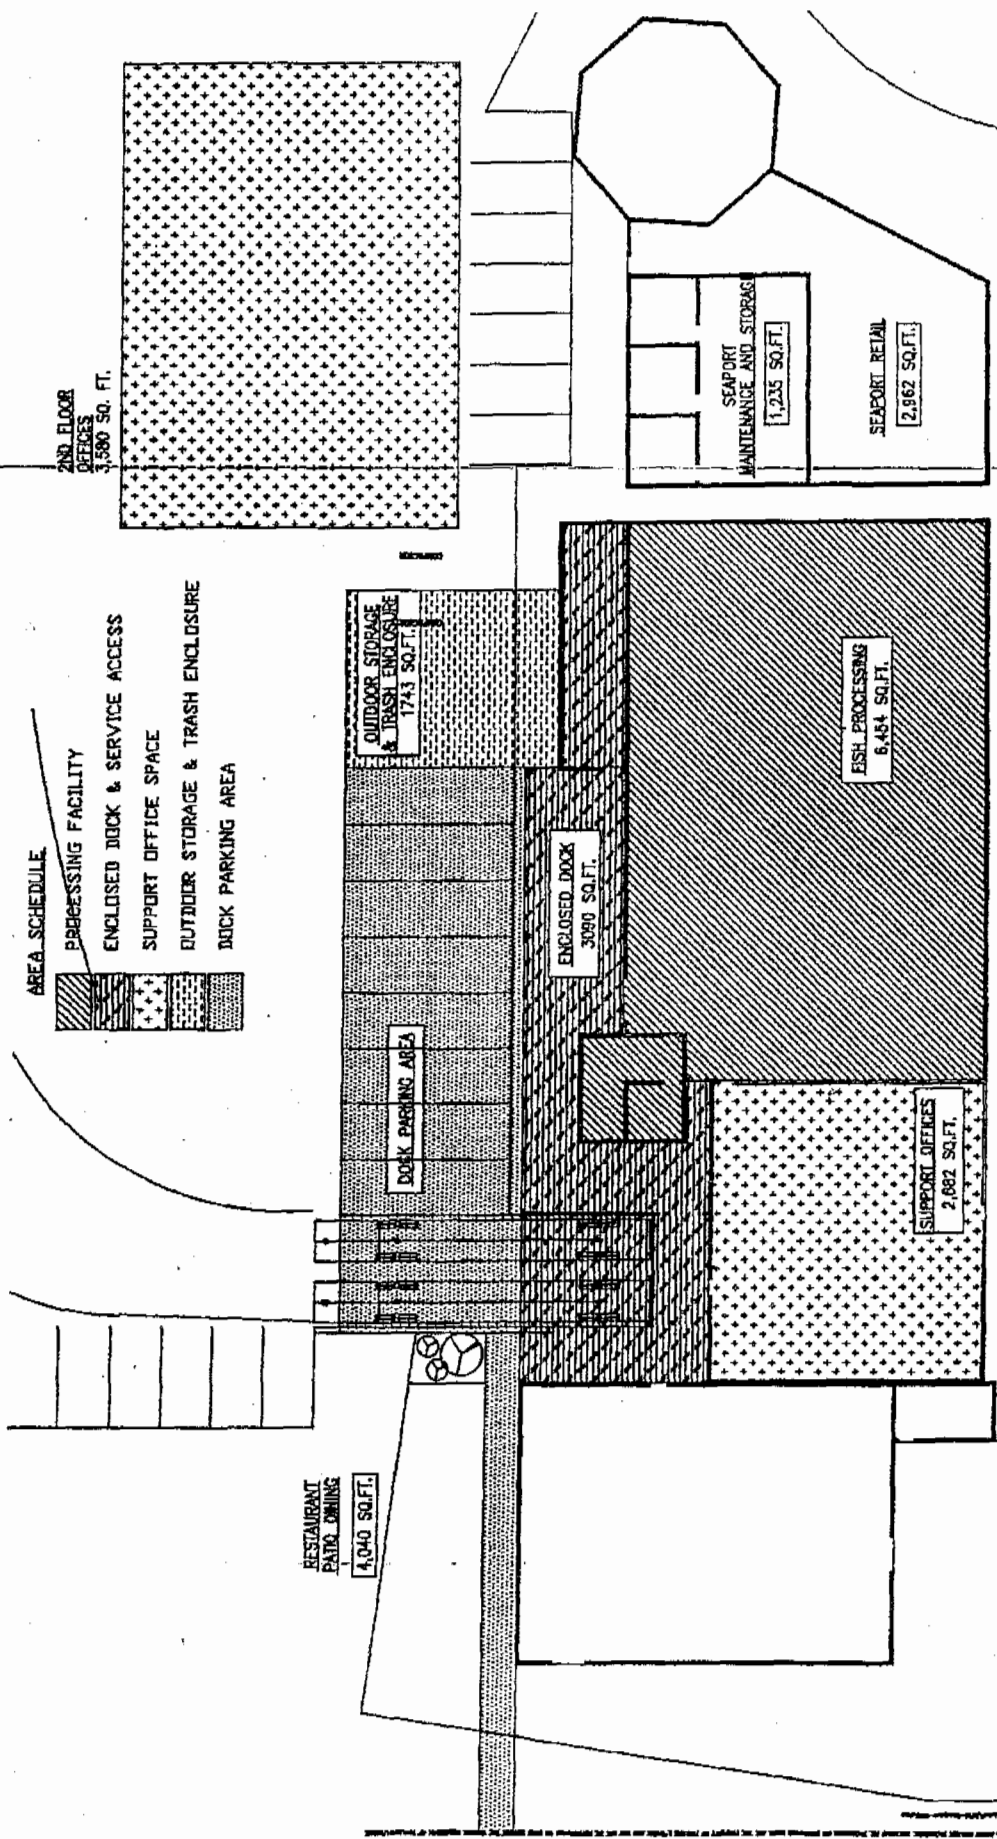 2ND FLOOR
OFFICES
3,580 SQ. FT.
AREA SCHEDULE
PROCESSING FACILITY
ENCLOSED DOCK & SERVICE ACCESS
SUPPORT OFFICE SPACE
OUTDOOR STORAGE & TRASH ENCLOSURE
DOCK PARKING AREA
OUTDOOR STORAGE
& TRASH ENCLOSURE
1743 SQ.FT.
SEAPORT
MAINTENANCE AND STORAGE
1,235 SQ.FT.
SEAPORT RETAIL
2,962 SQ.FT.
ENCLOSED DOCK
3090 SQ.FT.
FISH PROCESSING
6,484 SQ.FT.
DOCK PARKING AREA
SUPPORT OFFICES
2,682 SQ.FT.
RESTAURANT
PATIO DINING
4,040 SQ.FT.